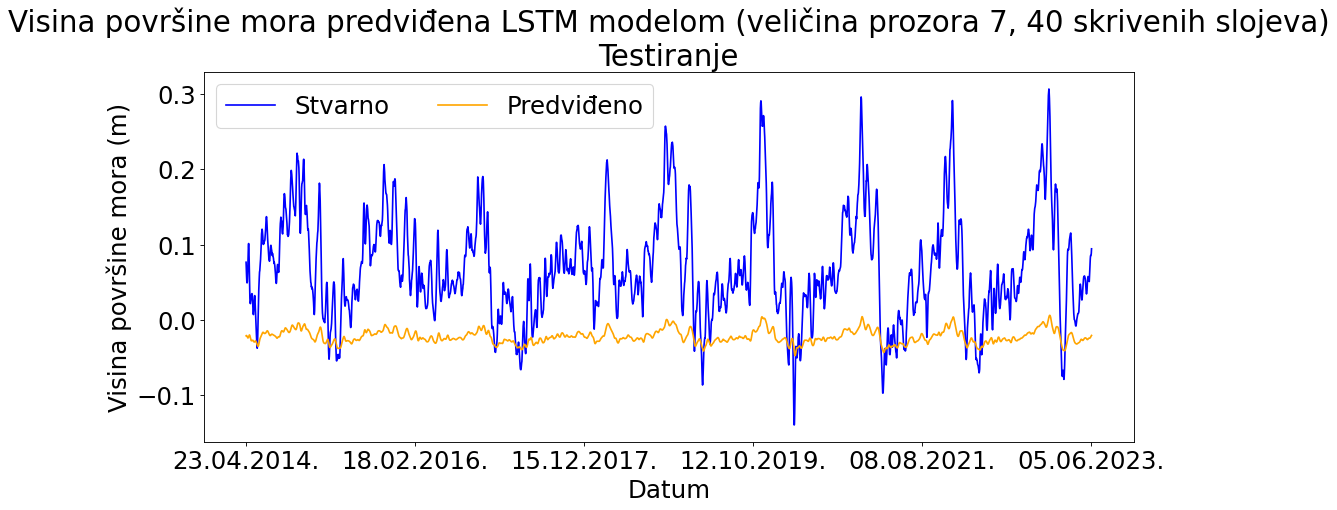 Visina površine mora predviđena LSTM modelom (veličina prozora 7, 40 skrivenih slojeva)
Testiranje
Stvarno
Predviđeno
Visina površine mora (m)
0.3
0.2
0.1
0.0
−0.1
23.04.2014.
18.02.2016.
15.12.2017.
12.10.2019.
08.08.2021.
05.06.2023.
Datum